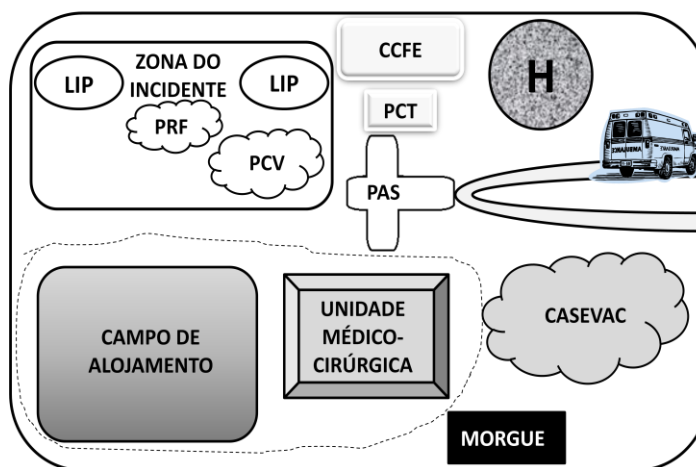 ZONA DO
INCIDENTE
LIP
LIP
PRF
PCV
CCFE
PCT
H
PAS
CAMPO DE
ALOJAMENTO
UNIDADE
MÉDICO-
CIRÚRGICA
CASEVAC
MORGUE